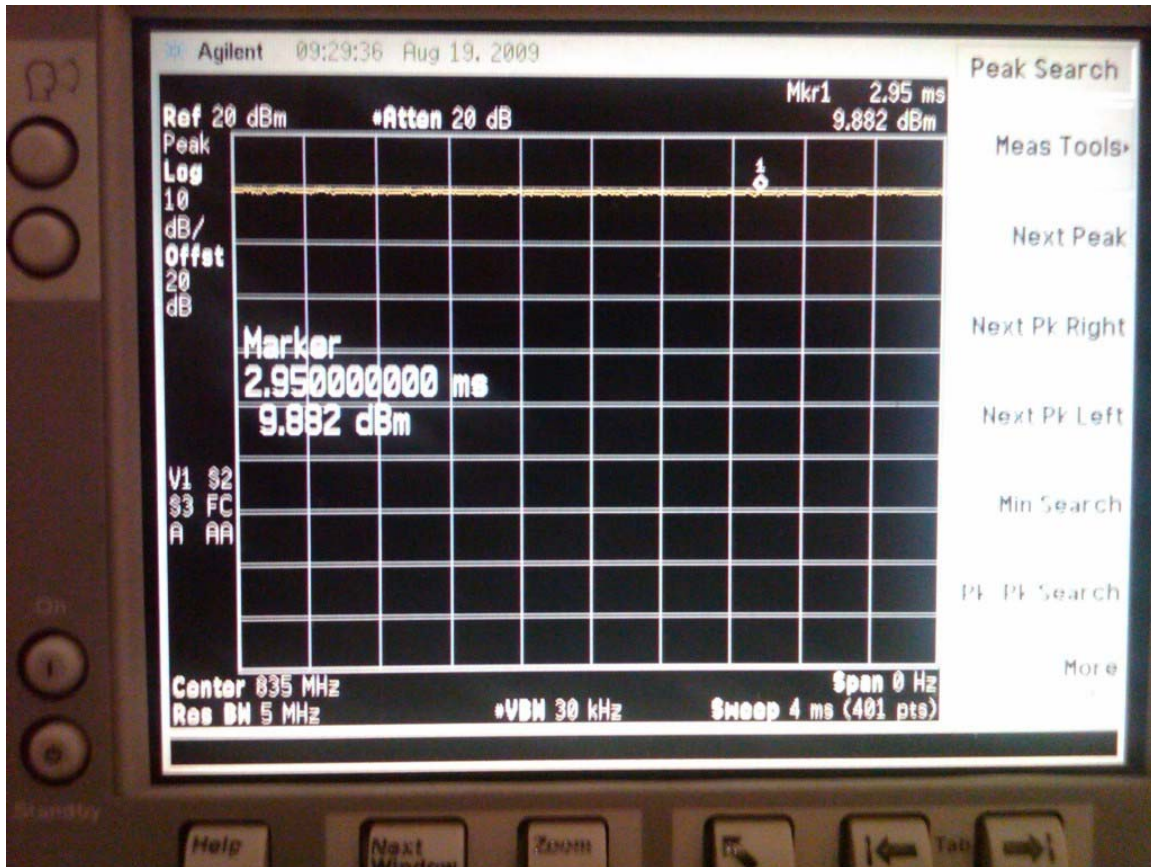 Agilent 09:29:36 Aug 19, 2009
Peak Search
Mkr1 2.95 ms
Ref 20 dBm #Atten 20 dB 9.882 dBm
Peak
Log
10
dB/
Offst
20
dB
1
Meas Tools
Next Peak
Next Pk Right
Next Pk Left
Min Search
Pk-Pk Search
More
Marker
2.950000000 ms
9.882 dBm
V1 S2
S3 FC
A AA
Center 835 MHz Span 0 Hz
Res BW 5 MHz #VBW 30 kHz Sweep 4 ms (401 pts)
On
Standby
Help
Next
Window
Zoom
Tab